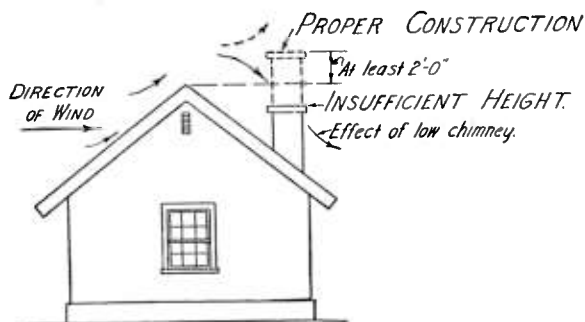 PROPER CONSTRUCTION
At least 2'-0"
DIRECTION
OF WIND
INSUFFICIENT HEIGHT.
Effect of low chimney.